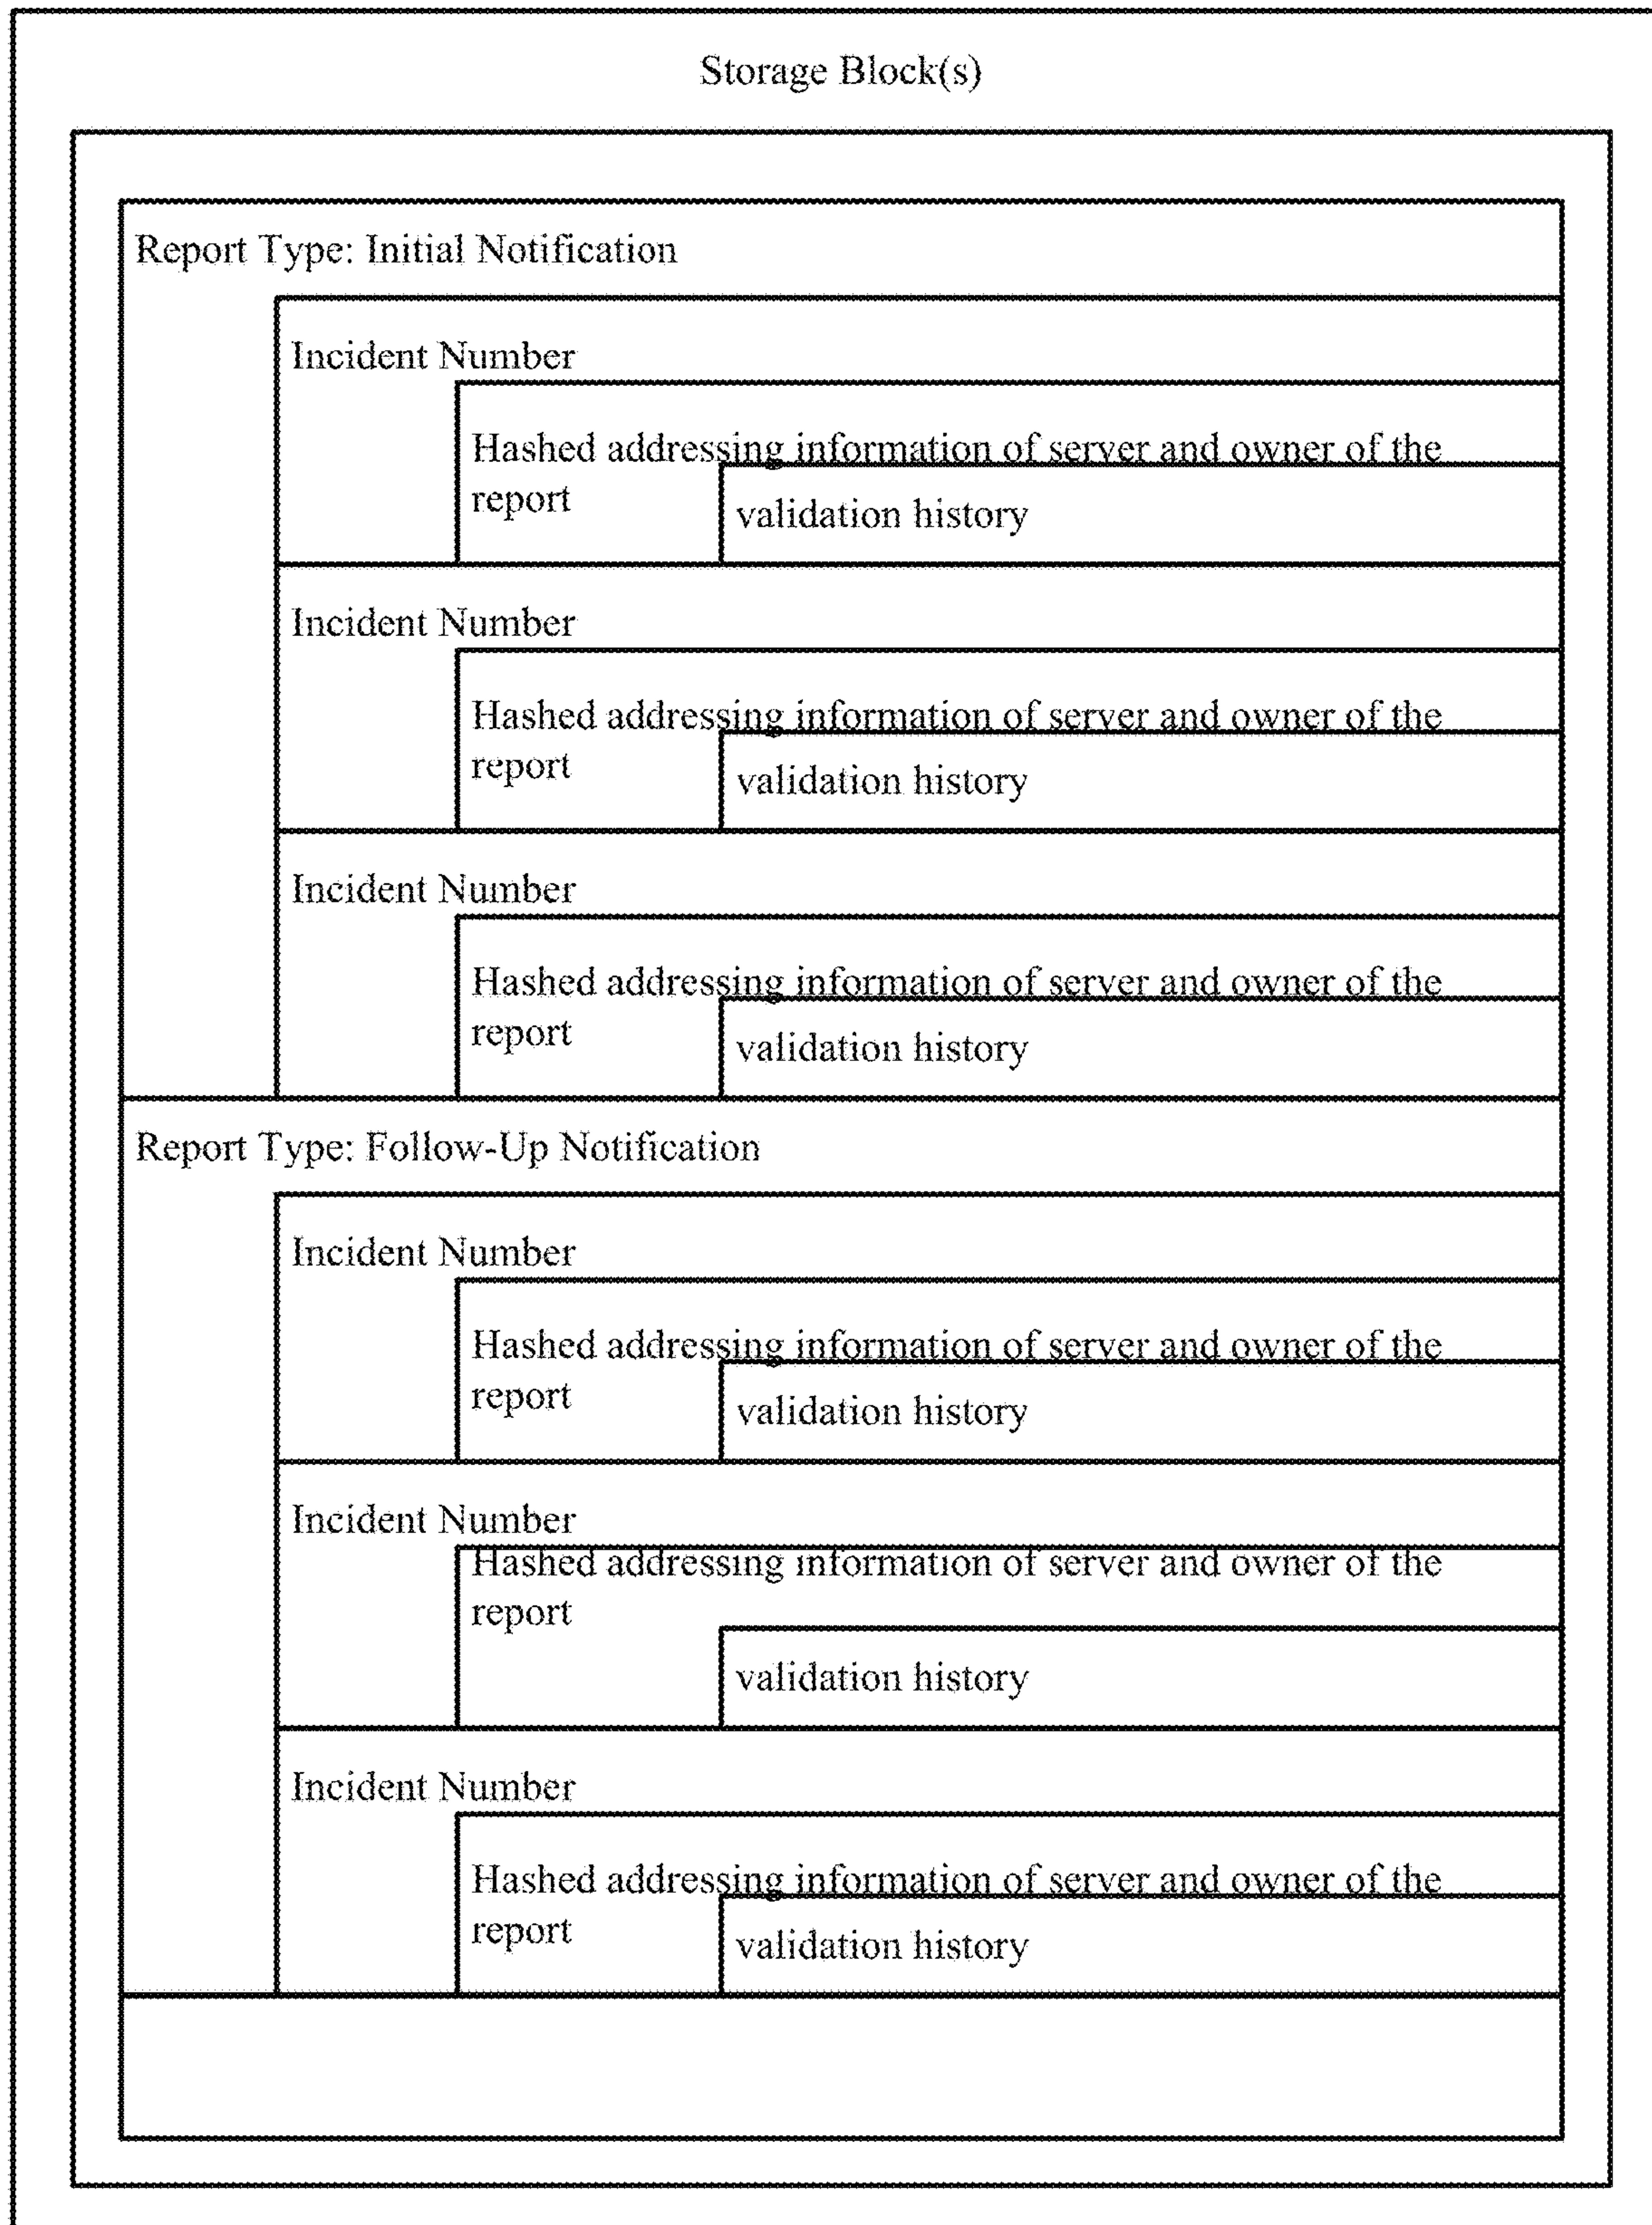 Storage Block(s)
Report Type: Initial Notification
Incident Number
Hashed addressing information of server and owner of the
report
validation history
Incident Number
Hashed addressing information of server and owner of the
report
validation history
Incident Number
Hashed addressing information of server and owner of the
report
validation history
Report Type: Follow-Up Notification
Incident Number
Hashed addressing information of server and owner of the
report
validation history
Incident Number
Hashed addressing information of server and owner of the
report
validation history
Incident Number
Hashed addressing information of server and owner of the
report
validation history